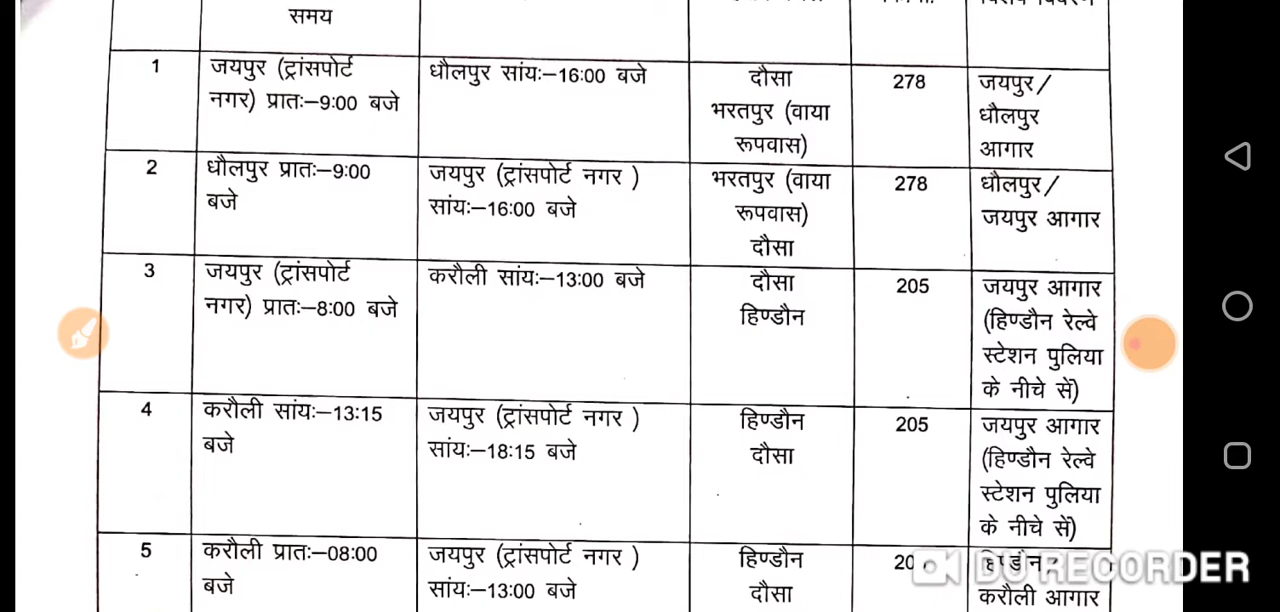 समय
1
जयपुर (ट्रांसपोर्ट
नगर) प्रातः–9:00 बजे
धौलपुर सांयः–16:00 बजे
दौसा
भरतपुर (वाया
रूपवास)
278
जयपुर/
धौलपुर
आगार
2
धौलपुर प्रातः–9:00
बजे
जयपुर (ट्रांसपोर्ट नगर )
सांयः–16:00 बजे
भरतपुर (वाया
रूपवास)
दौसा
278
धौलपुर/
जयपुर आगार
3
जयपुर (ट्रांसपोर्ट
नगर) प्रातः–8:00 बजे
करौली सांयः–13:00 बजे
दौसा
हिण्डौन
205
जयपुर आगार
(हिण्डौन रेल्वे
स्टेशन पुलिया
के नीचे सें)
4
करौली सांयः–13:15
बजे
जयपुर (ट्रांसपोर्ट नगर )
सांयः–18:15 बजे
हिण्डौन
दौसा
205
जयपुर आगार
(हिण्डौन रेल्वे
स्टेशन पुलिया
के नीचे सें)
5
करौली प्रातः–08:00
बजे
जयपुर (ट्रांसपोर्ट नगर )
सांयः–13:00 बजे
हिण्डौन
दौसा
हिण्डौन/
करौली आगार
DU RECORDER